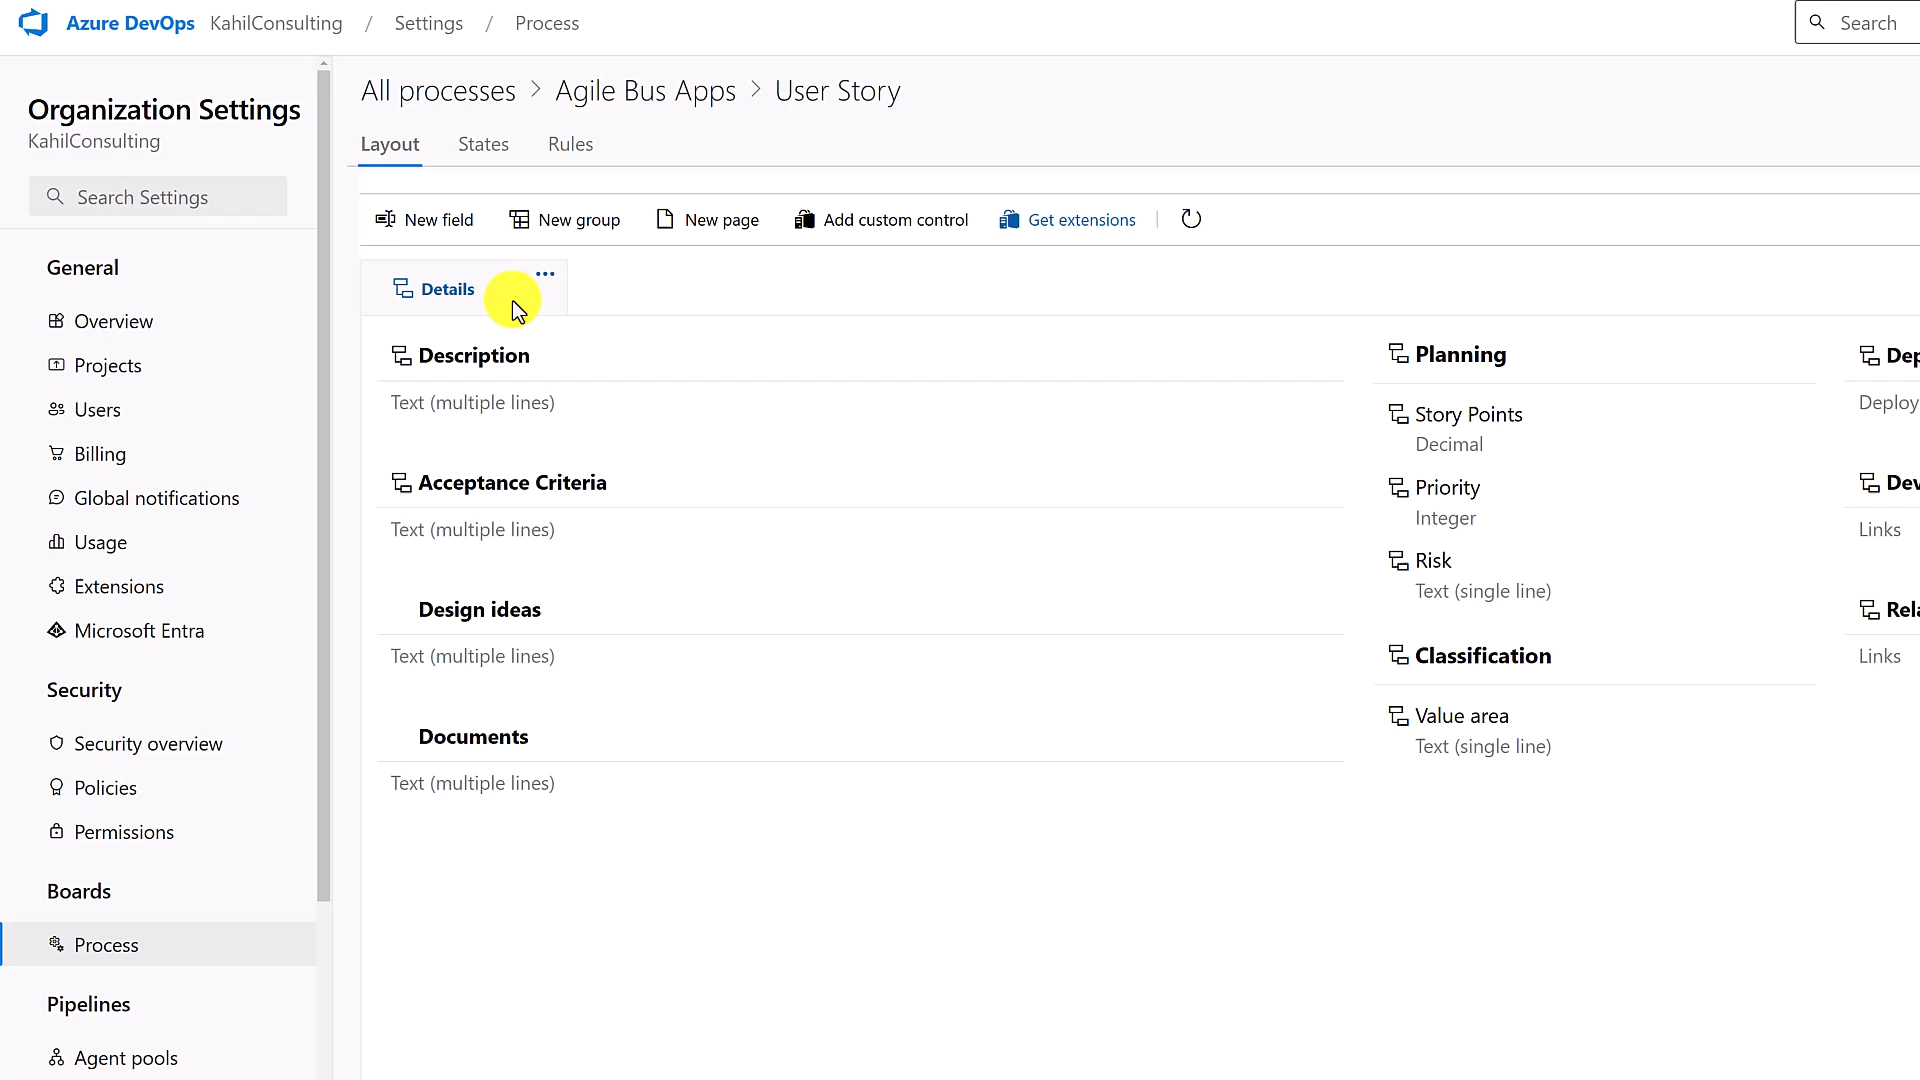 Azure DevOps KahilConsulting / Settings / Process
Search
Organization Settings
KahilConsulting
Search Settings
General
Overview
Projects
Users
Billing
Global notifications
Usage
Extensions
Microsoft Entra
Security
Security overview
Policies
Permissions
Boards
Process
Pipelines
Agent pools
All processes > Agile Bus Apps > User Story
Layout States Rules
New field New group New page Add custom control Get extensions
Details
Description
Text (multiple lines)
Acceptance Criteria
Text (multiple lines)
Design ideas
Text (multiple lines)
Documents
Text (multiple lines)
Planning
Story Points
Decimal
Priority
Integer
Risk
Text (single line)
Classification
Value area
Text (single line)
Dep
Deploy
Dev
Links
Rela
Links